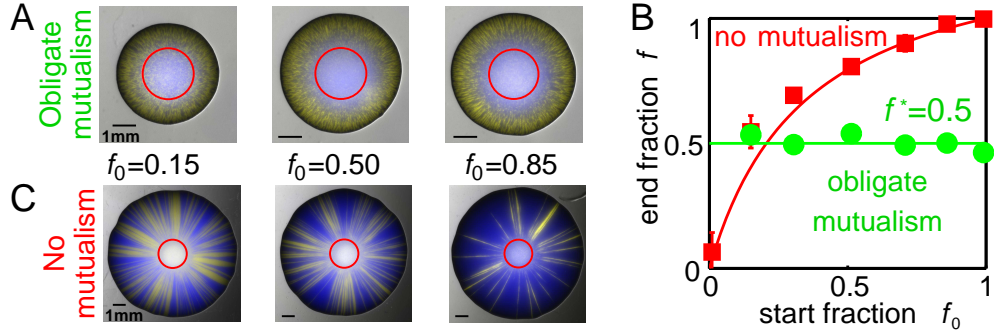 A
Obligate
mutualism
1mm
f₀=0.15
f₀=0.50
f₀=0.85
C
No
mutualism
1mm
B
end fraction f
1
0.5
0
no mutualism
f*=0.5
obligate
mutualism
0
0.5
1
start fraction f₀